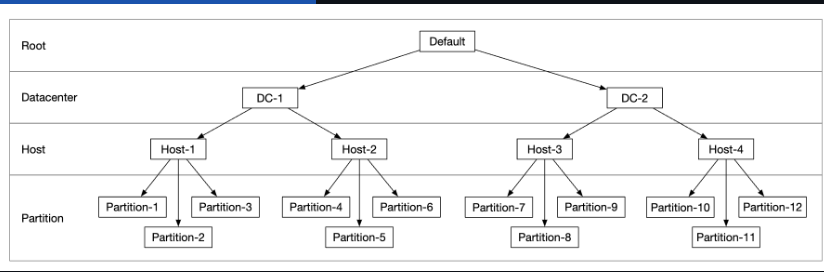 Root
Default
Datacenter
DC-1
DC-2
Host
Host-1
Host-2
Host-3
Host-4
Partition
Partition-1
Partition-3
Partition-4
Partition-6
Partition-7
Partition-9
Partition-10
Partition-12
Partition-2
Partition-5
Partition-8
Partition-11